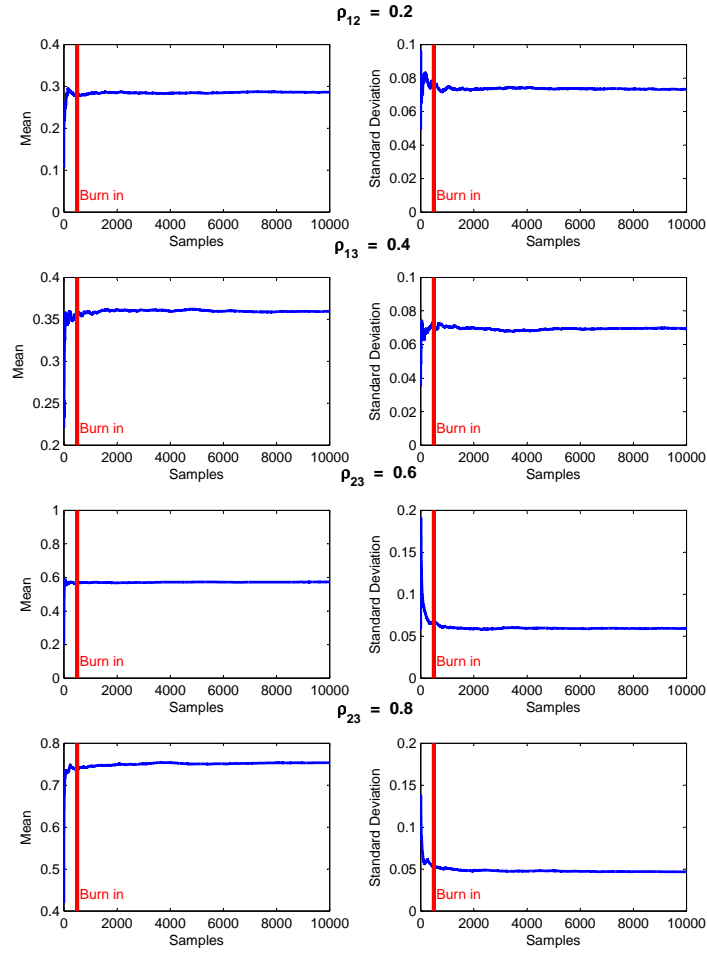 ρ12 = 0.2
0.4
0.3
0.2
0.1
0
Mean
Burn in
0 2000 4000 6000 8000 10000
Samples
0.1
0.08
0.06
0.04
0.02
0
Standard Deviation
Burn in
0 2000 4000 6000 8000 10000
Samples
ρ13 = 0.4
0.4
0.35
0.3
0.25
0.2
Mean
Burn in
0 2000 4000 6000 8000 10000
Samples
0.1
0.08
0.06
0.04
0.02
0
Standard Deviation
Burn in
0 2000 4000 6000 8000 10000
Samples
ρ23 = 0.6
1
0.8
0.6
0.4
0.2
0
Mean
Burn in
0 2000 4000 6000 8000 10000
Samples
0.2
0.15
0.1
0.05
0
Standard Deviation
Burn in
0 2000 4000 6000 8000 10000
Samples
ρ23 = 0.8
0.8
0.7
0.6
0.5
0.4
Mean
Burn in
0 2000 4000 6000 8000 10000
Samples
0.2
0.15
0.1
0.05
0
Standard Deviation
Burn in
0 2000 4000 6000 8000 10000
Samples